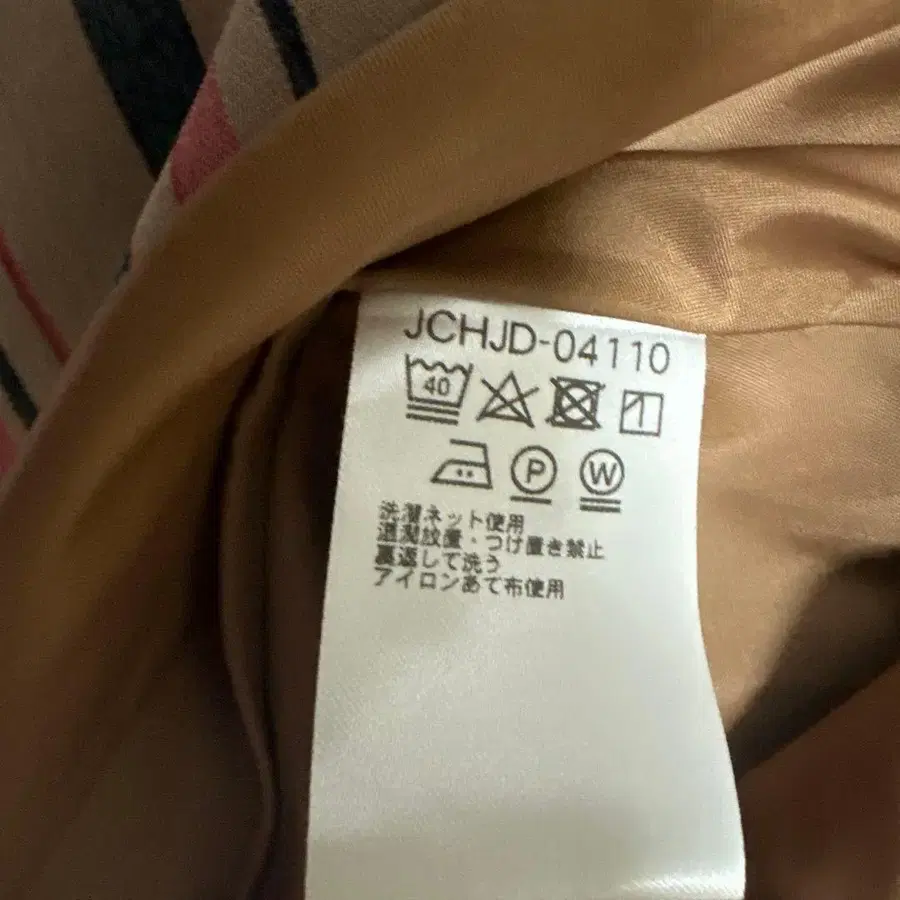 JCHJD-04110
40
P W
洗濯ネット使用
湿潤放置・つけ置き禁止
裏返して洗う
アイロンあて布使用